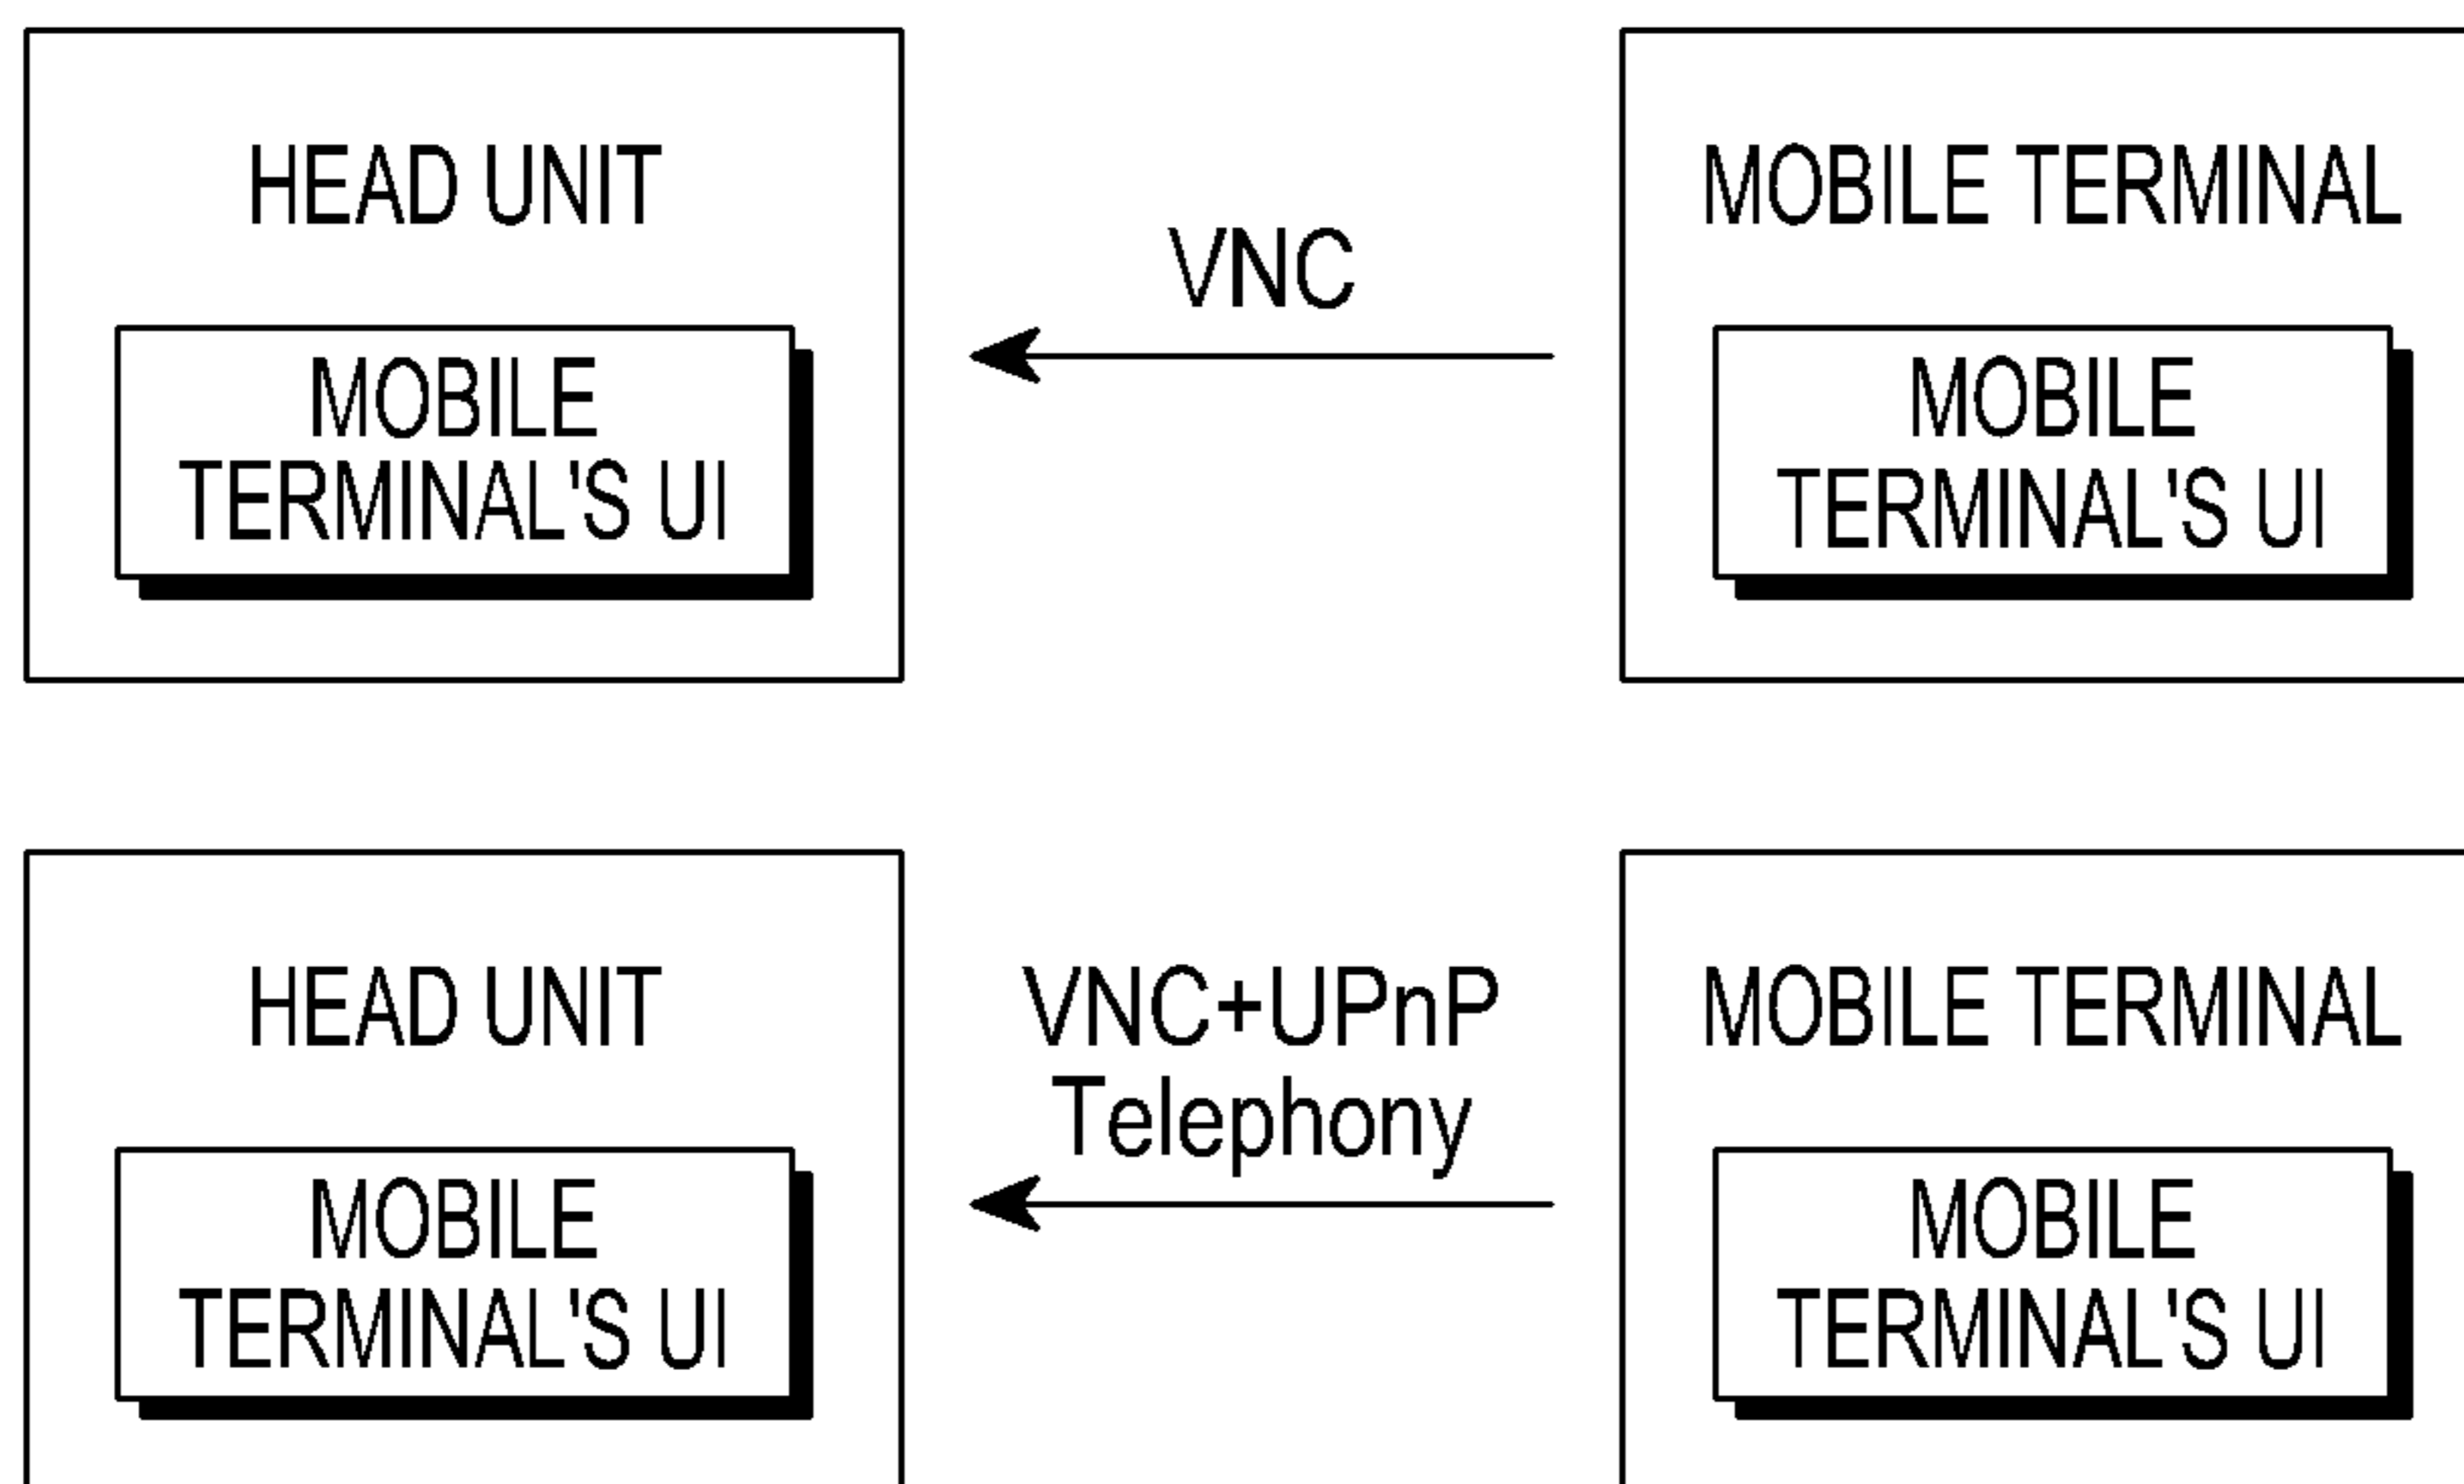 HEAD UNIT
MOBILE
TERMINAL'S UI
VNC
MOBILE TERMINAL
MOBILE
TERMINAL'S UI
HEAD UNIT
MOBILE
TERMINAL'S UI
VNC+UPnP
Telephony
MOBILE TERMINAL
MOBILE
TERMINAL'S UI